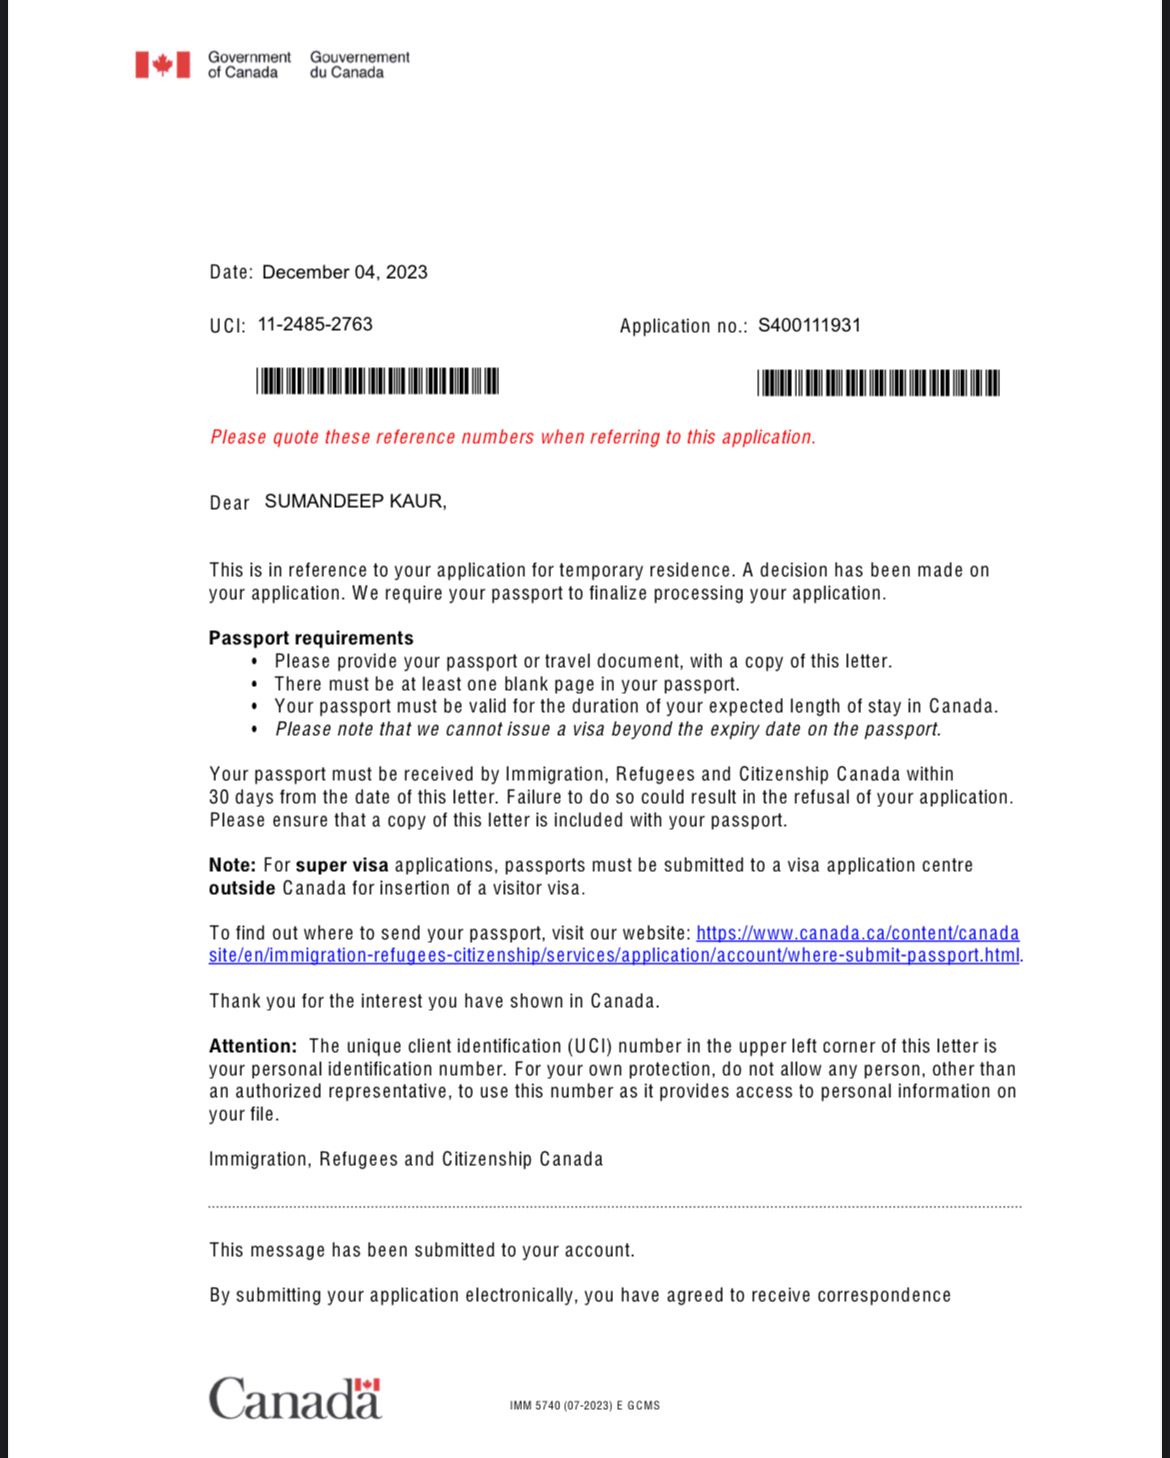 Government Gouvernement
of Canada du Canada
Date: December 04, 2023
UCI: 11-2485-2763 Application no.: S400111931
Please quote these reference numbers when referring to this application.
Dear SUMANDEEP KAUR,
This is in reference to your application for temporary residence. A decision has been made on
your application. We require your passport to finalize processing your application.
Passport requirements
• Please provide your passport or travel document, with a copy of this letter.
• There must be at least one blank page in your passport.
• Your passport must be valid for the duration of your expected length of stay in Canada.
• Please note that we cannot issue a visa beyond the expiry date on the passport.
Your passport must be received by Immigration, Refugees and Citizenship Canada within
30 days from the date of this letter. Failure to do so could result in the refusal of your application.
Please ensure that a copy of this letter is included with your passport.
Note: For super visa applications, passports must be submitted to a visa application centre
outside Canada for insertion of a visitor visa.
To find out where to send your passport, visit our website: https://www.canada.ca/content/canada
site/en/immigration-refugees-citizenship/services/application/account/where-submit-passport.html.
Thank you for the interest you have shown in Canada.
Attention: The unique client identification (UCI) number in the upper left corner of this letter is
your personal identification number. For your own protection, do not allow any person, other than
an authorized representative, to use this number as it provides access to personal information on
your file.
Immigration, Refugees and Citizenship Canada
This message has been submitted to your account.
By submitting your application electronically, you have agreed to receive correspondence
Canada
IMM 5740 (07-2023) E GCMS